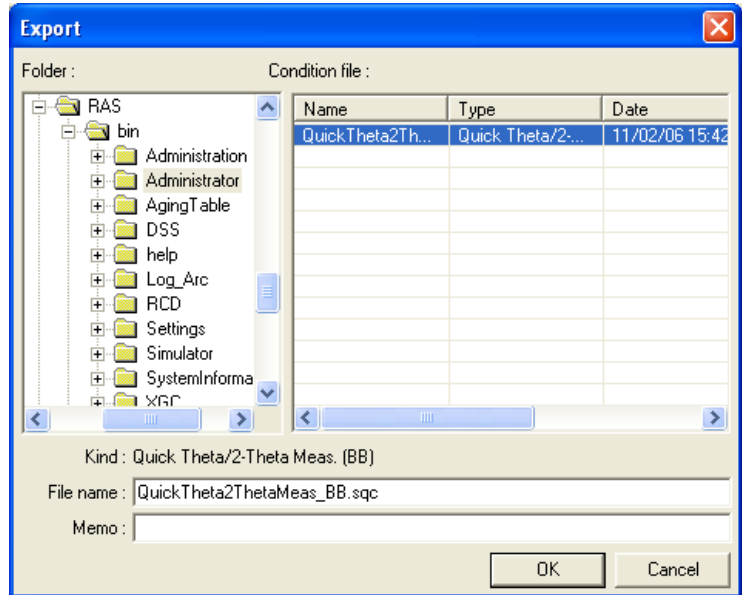 Export
Folder : Condition file :
RAS
bin
Administration
Administrator
AgingTable
DSS
help
Log_Arc
RCD
Settings
Simulator
SystemInforma
XGC
Name Type Date
QuickTheta2Th... Quick Theta/2-... 11/02/06 15:42
Kind : Quick Theta/2-Theta Meas. (BB)
File name : QuickTheta2ThetaMeas_BB.sqc
Memo :
OK Cancel